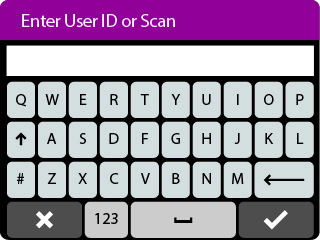 Enter User ID or Scan
Q W E R T Y U I O P
A S D F G H J K L
# Z X C V B N M
123